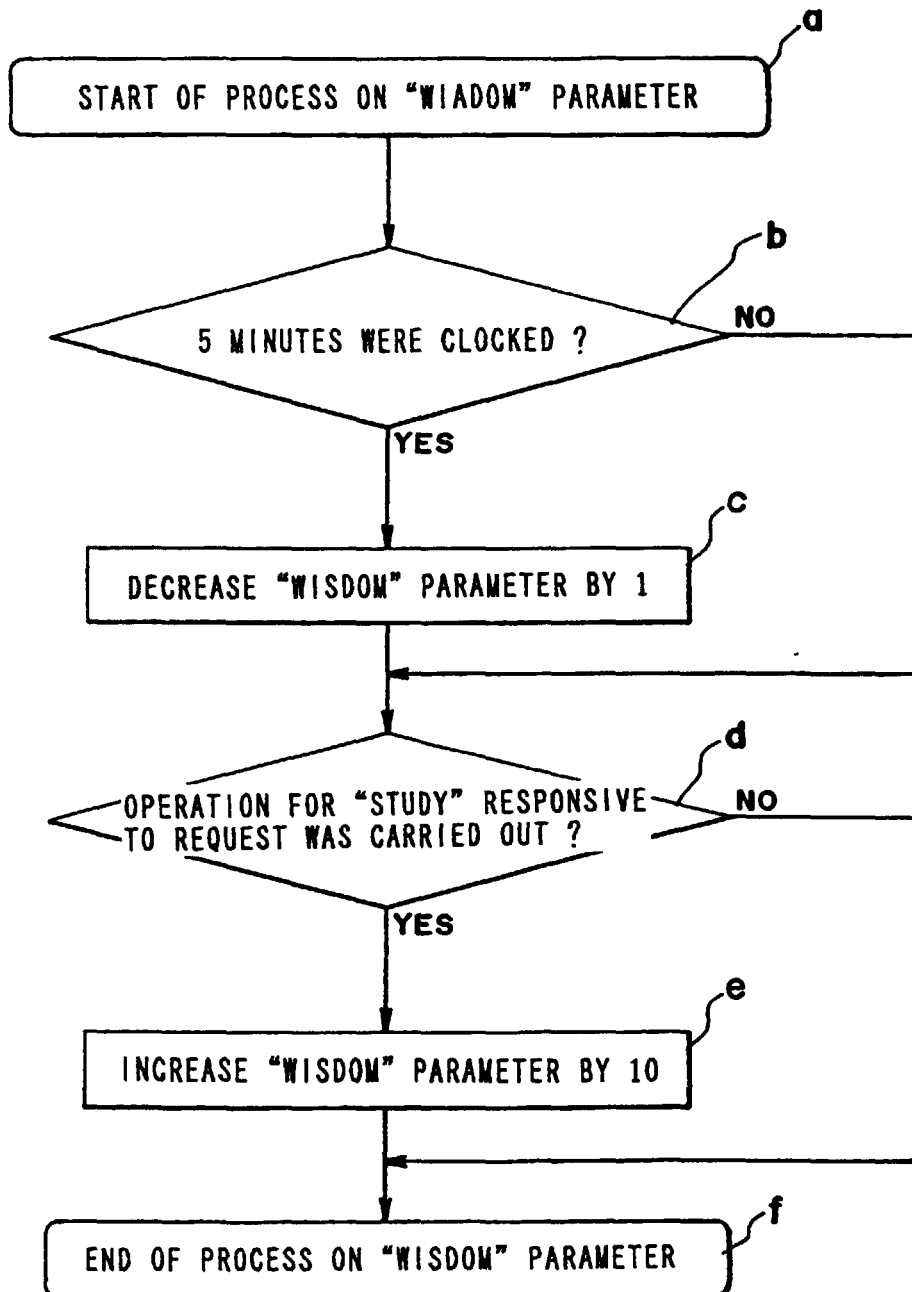 a
START OF PROCESS ON “WIADOM” PARAMETER
b
5 MINUTES WERE CLOCKED ?
NO
YES
c
DECREASE “WISDOM” PARAMETER BY 1
d
OPERATION FOR “STUDY” RESPONSIVE
TO REQUEST WAS CARRIED OUT ?
NO
YES
e
INCREASE “WISDOM” PARAMETER BY 10
f
END OF PROCESS ON “WISDOM” PARAMETER